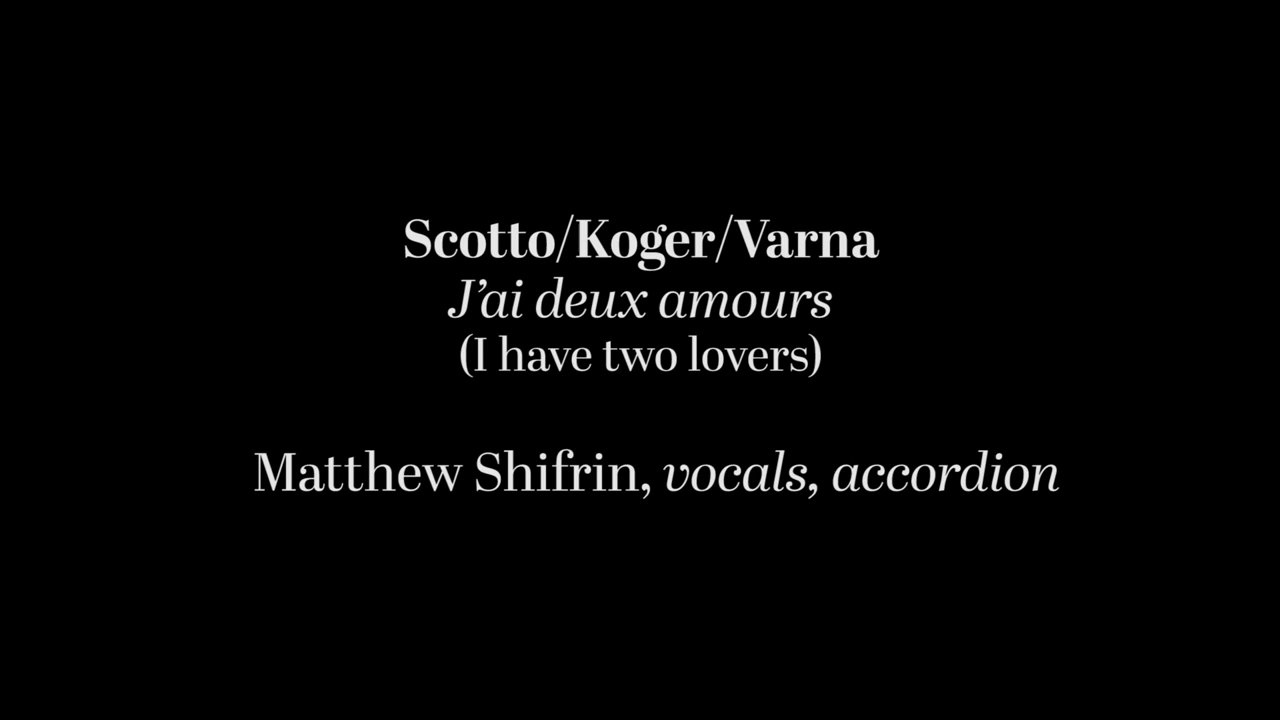 Scotto/Koger/Varna
J’ai deux amours
(I have two lovers)
Matthew Shifrin, vocals, accordion